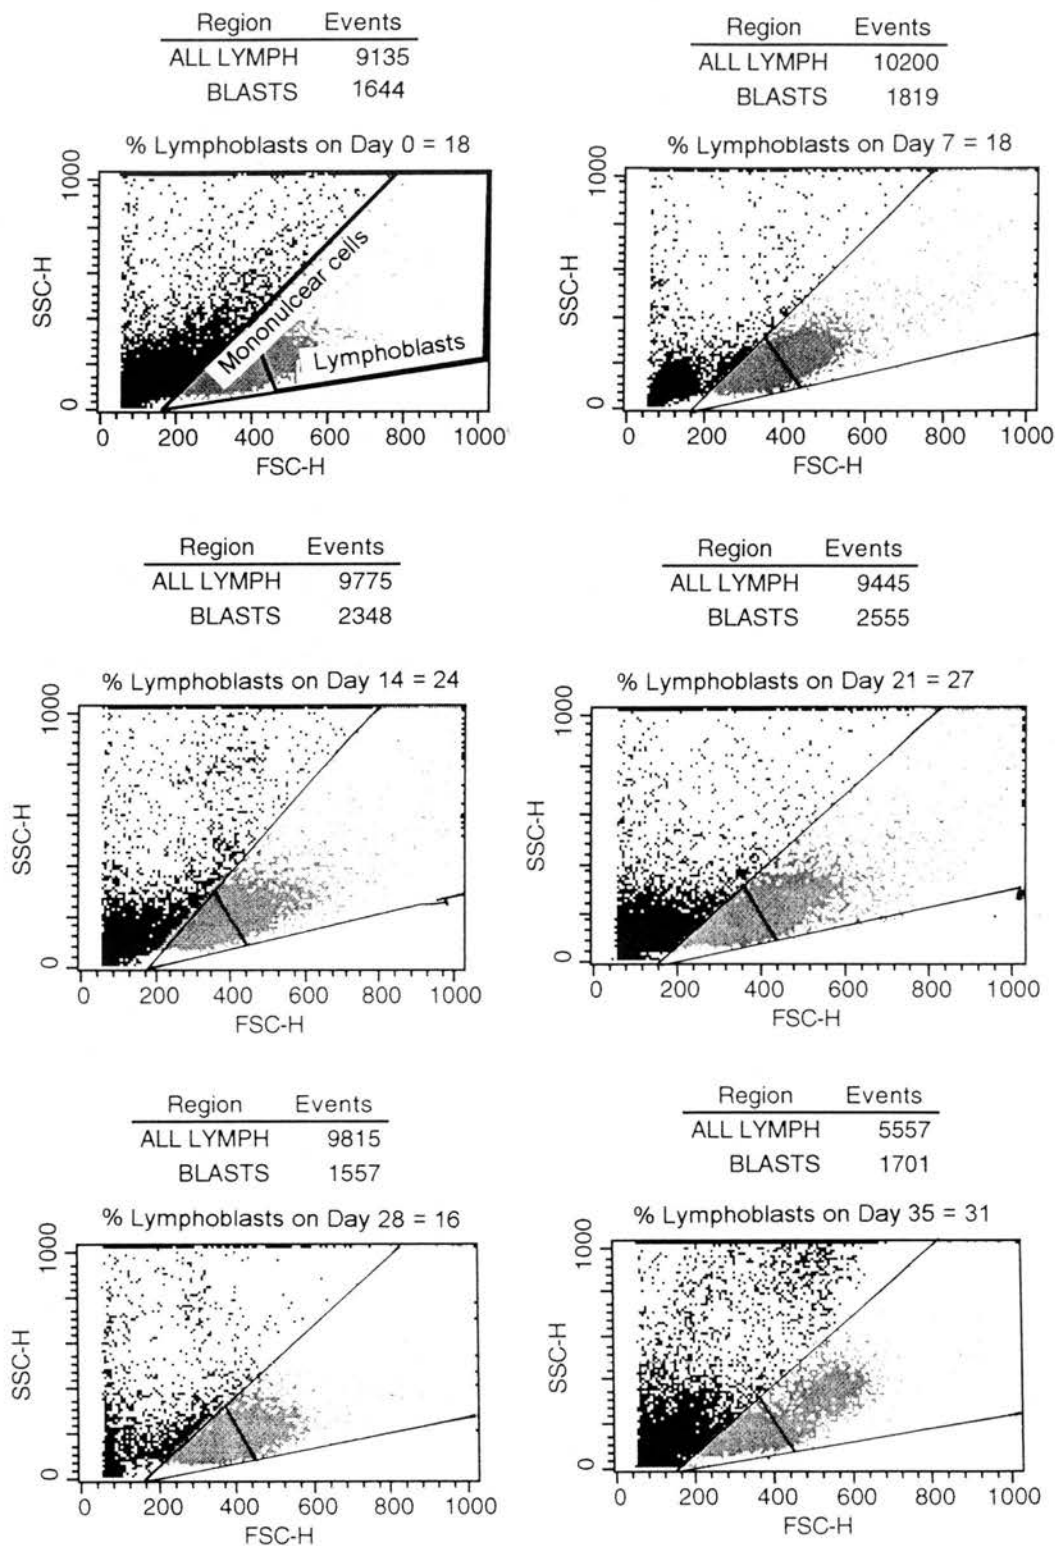 Region Events
ALL LYMPH 9135
BLASTS 1644
% Lymphoblasts on Day 0 = 18
1000
SSC-H
Mononulcear cells
Lymphoblasts
0
0 200 400 600 800 1000
FSC-H
Region Events
ALL LYMPH 10200
BLASTS 1819
% Lymphoblasts on Day 7 = 18
1000
SSC-H
0
0 200 400 600 800 1000
FSC-H
Region Events
ALL LYMPH 9775
BLASTS 2348
% Lymphoblasts on Day 14 = 24
1000
SSC-H
0
0 200 400 600 800 1000
FSC-H
Region Events
ALL LYMPH 9445
BLASTS 2555
% Lymphoblasts on Day 21 = 27
1000
SSC-H
0
0 200 400 600 800 1000
FSC-H
Region Events
ALL LYMPH 9815
BLASTS 1557
% Lymphoblasts on Day 28 = 16
1000
SSC-H
0
0 200 400 600 800 1000
FSC-H
Region Events
ALL LYMPH 5557
BLASTS 1701
% Lymphoblasts on Day 35 = 31
1000
SSC-H
0
0 200 400 600 800 1000
FSC-H